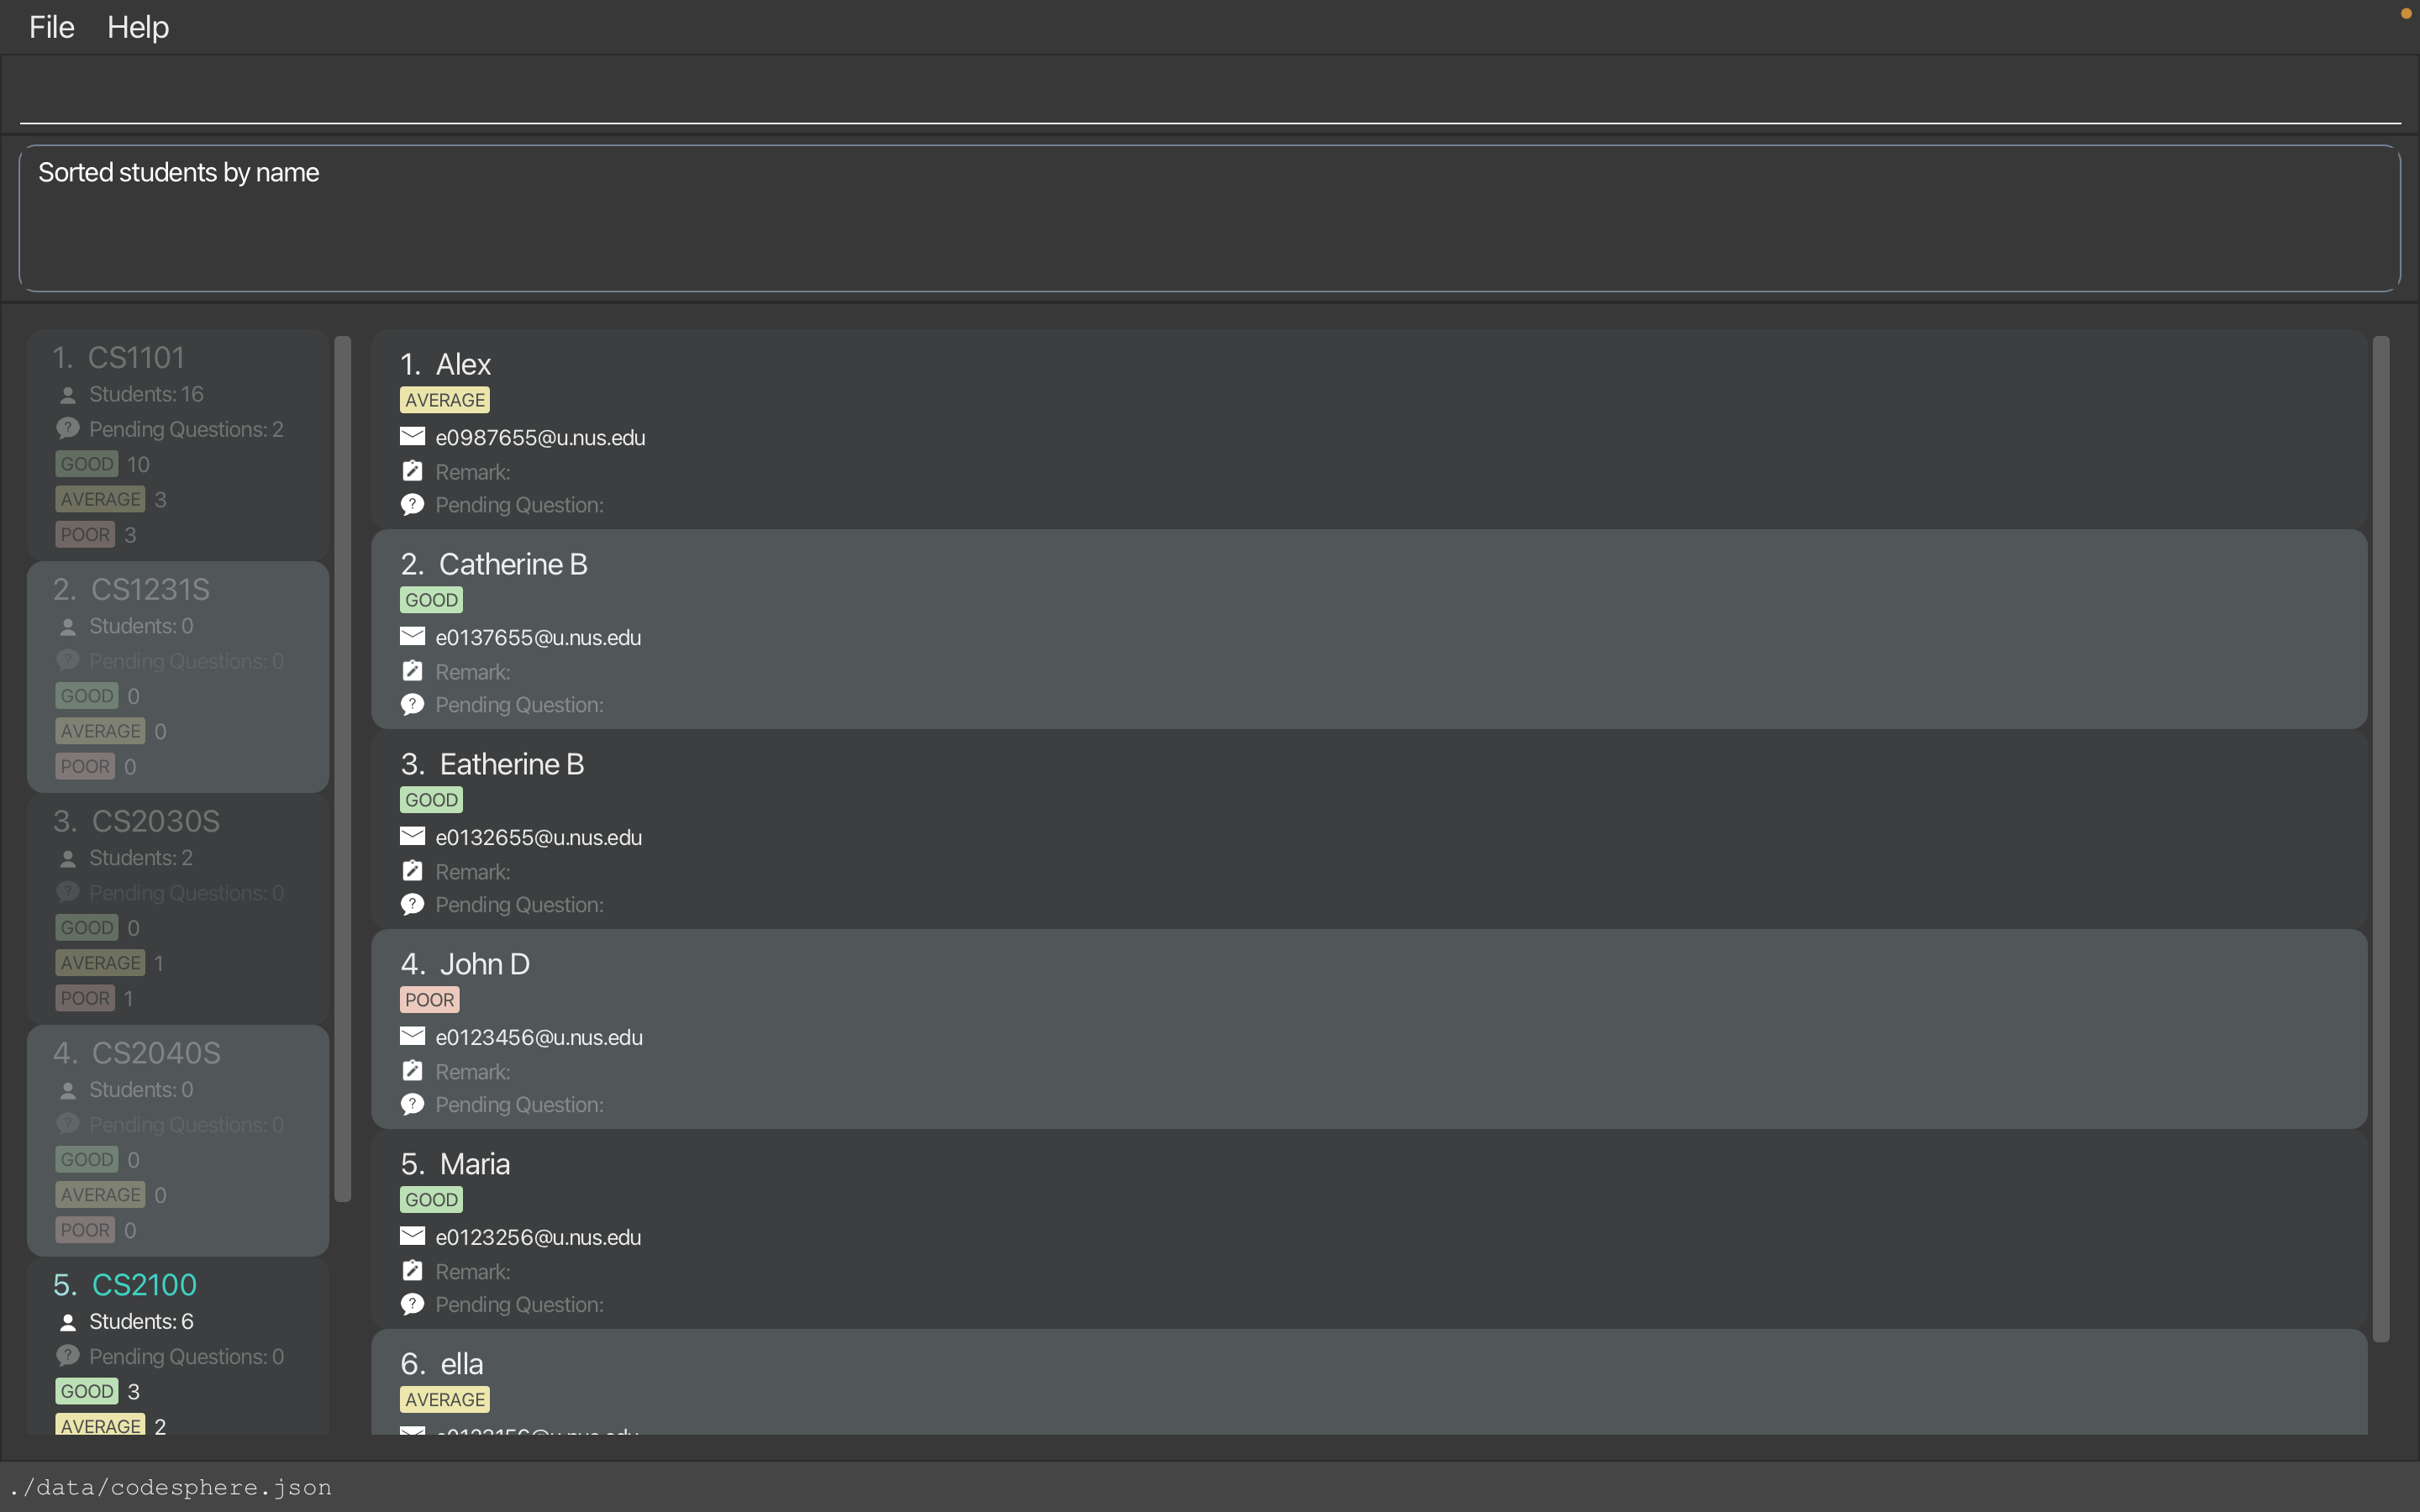 File Help
Sorted students by name
1. CS1101
Students: 16
? Pending Questions: 2
GOOD 10
AVERAGE 3
POOR 3
2. CS1231S
Students: 0
? Pending Questions: 0
GOOD 0
AVERAGE 0
POOR 0
3. CS2030S
Students: 2
? Pending Questions: 0
GOOD 0
AVERAGE 1
POOR 1
4. CS2040S
Students: 0
? Pending Questions: 0
GOOD 0
AVERAGE 0
POOR 0
5. CS2100
Students: 6
? Pending Questions: 0
GOOD 3
AVERAGE 2
1. Alex
AVERAGE
e0987655@u.nus.edu
Remark:
? Pending Question:
2. Catherine B
GOOD
e0137655@u.nus.edu
Remark:
? Pending Question:
3. Eatherine B
GOOD
e0132655@u.nus.edu
Remark:
? Pending Question:
4. John D
POOR
e0123456@u.nus.edu
Remark:
? Pending Question:
5. Maria
GOOD
e0123256@u.nus.edu
Remark:
? Pending Question:
6. ella
AVERAGE
./data/codesphere.json